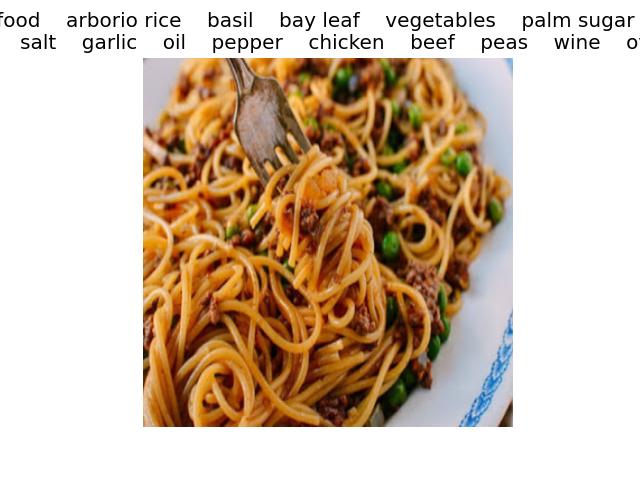 food arborio rice basil bay leaf vegetables palm sugar
salt garlic oil pepper chicken beef peas wine